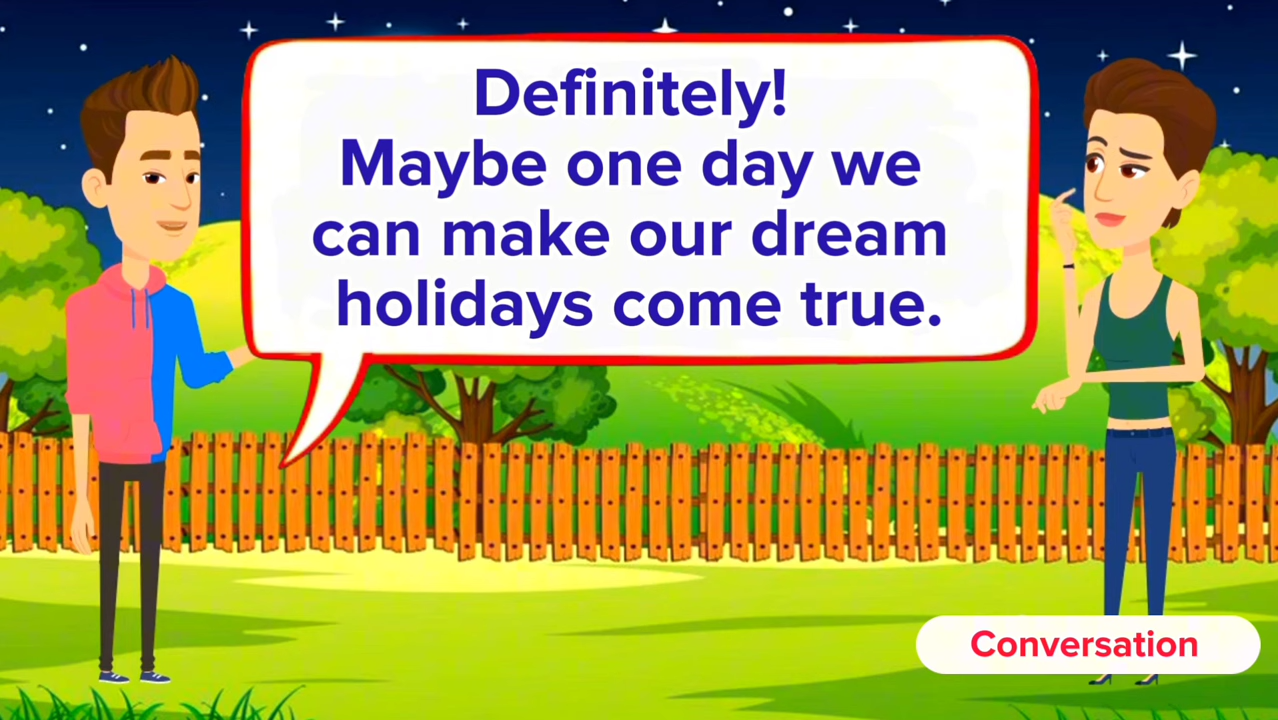 Definitely!
Maybe one day we
can make our dream
holidays come true.
Conversation